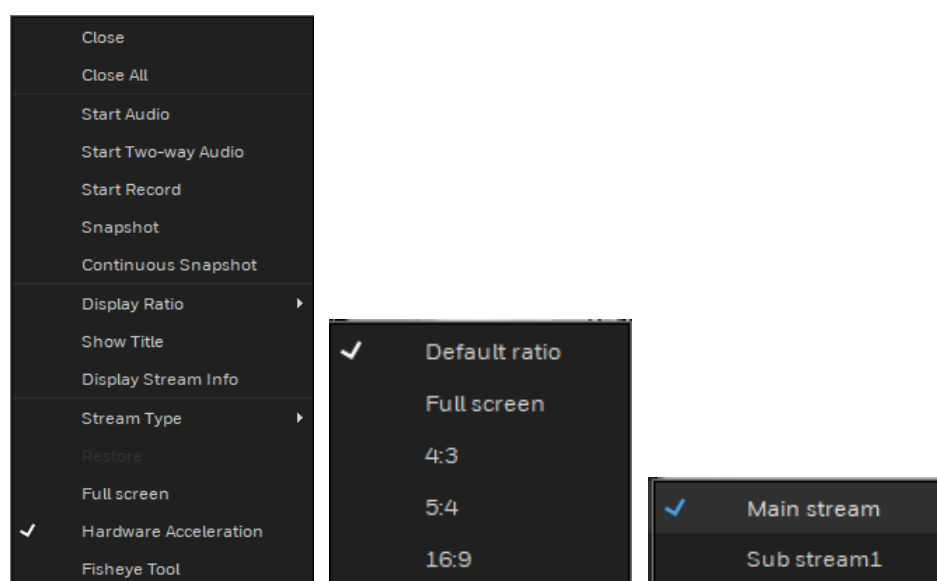 Close
Close All
Start Audio
Start Two-way Audio
Start Record
Snapshot
Continuous Snapshot
Display Ratio
Show Title
Display Stream Info
Stream Type
Restore
Full screen
Hardware Acceleration
Fisheye Tool
Default ratio
Full screen
4:3
5:4
16:9
Main stream
Sub stream1